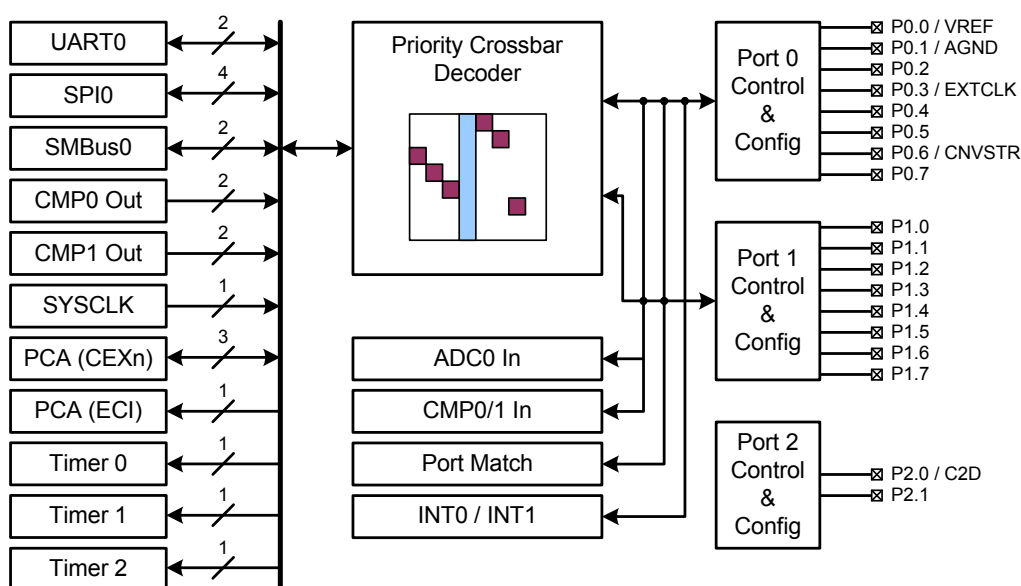 UART0
2
SPI0
4
SMBus0
2
CMP0 Out
2
CMP1 Out
2
SYSCLK
1
PCA (CEXn)
3
PCA (ECI)
1
Timer 0
1
Timer 1
1
Timer 2
1
Priority Crossbar
Decoder
ADC0 In
CMP0/1 In
Port Match
INT0 / INT1
Port 0
Control
&
Config
P0.0 / VREF
P0.1 / AGND
P0.2
P0.3 / EXTCLK
P0.4
P0.5
P0.6 / CNVSTR
P0.7
Port 1
Control
&
Config
P1.0
P1.1
P1.2
P1.3
P1.4
P1.5
P1.6
P1.7
Port 2
Control
&
Config
P2.0 / C2D
P2.1